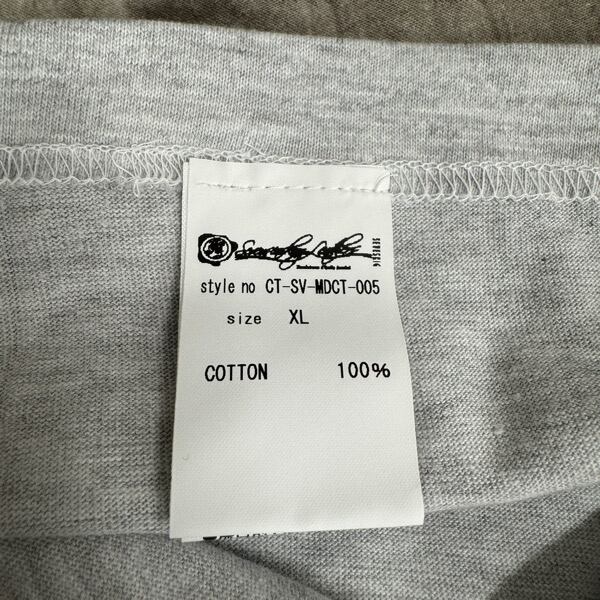 style no CT-SV-MDCT-005
size XL
COTTON 100%